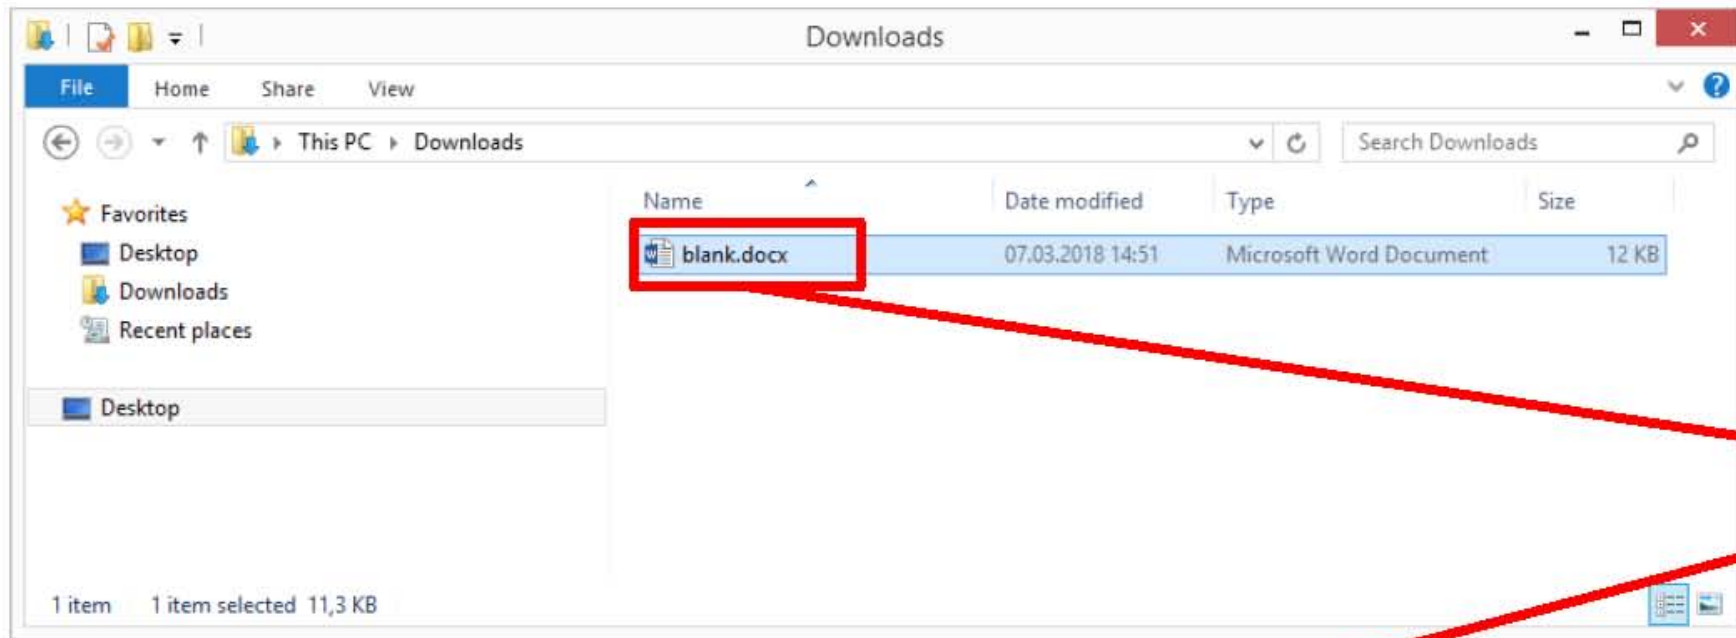 Downloads
File Home Share View
This PC Downloads Search Downloads
Name Date modified Type Size
Favorites
Desktop
Downloads
Recent places
Desktop
blank.docx 07.03.2018 14:51 Microsoft Word Document 12 KB
1 item 1 item selected 11,3 KB